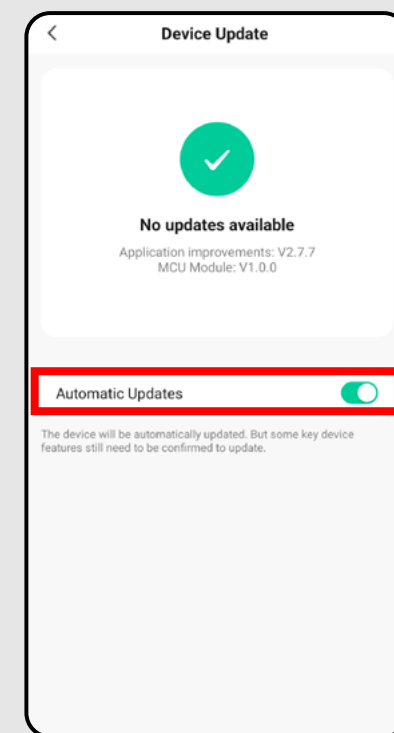 Device Update
No updates available
Application improvements: V2.7.7
MCU Module: V1.0.0
Automatic Updates
The device will be automatically updated. But some key device
features still need to be confirmed to update.